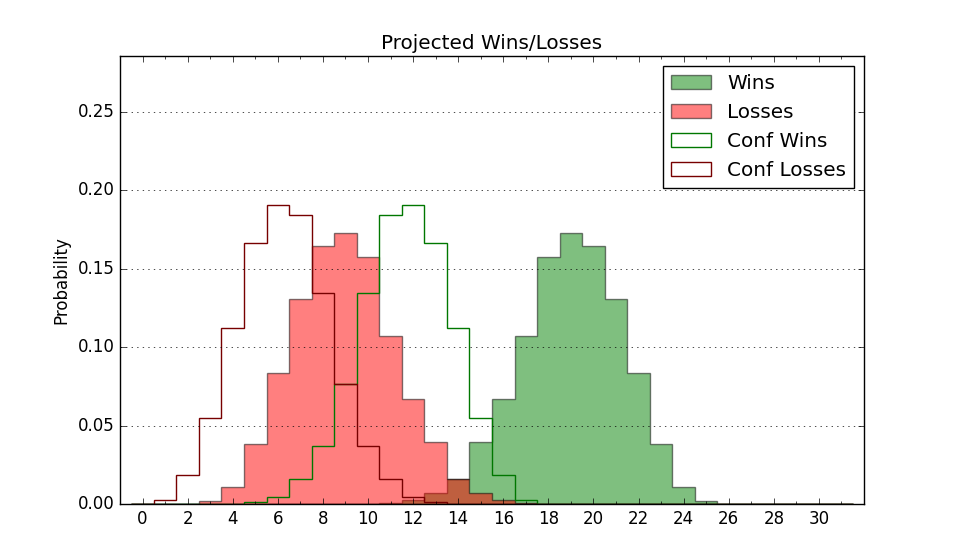 Projected Wins/Losses
Wins
Losses
Conf Wins
Conf Losses
Probability
0.25
0.20
0.15
0.10
0.05
0.00
0 2 4 6 8 10 12 14 16 18 20 22 24 26 28 30